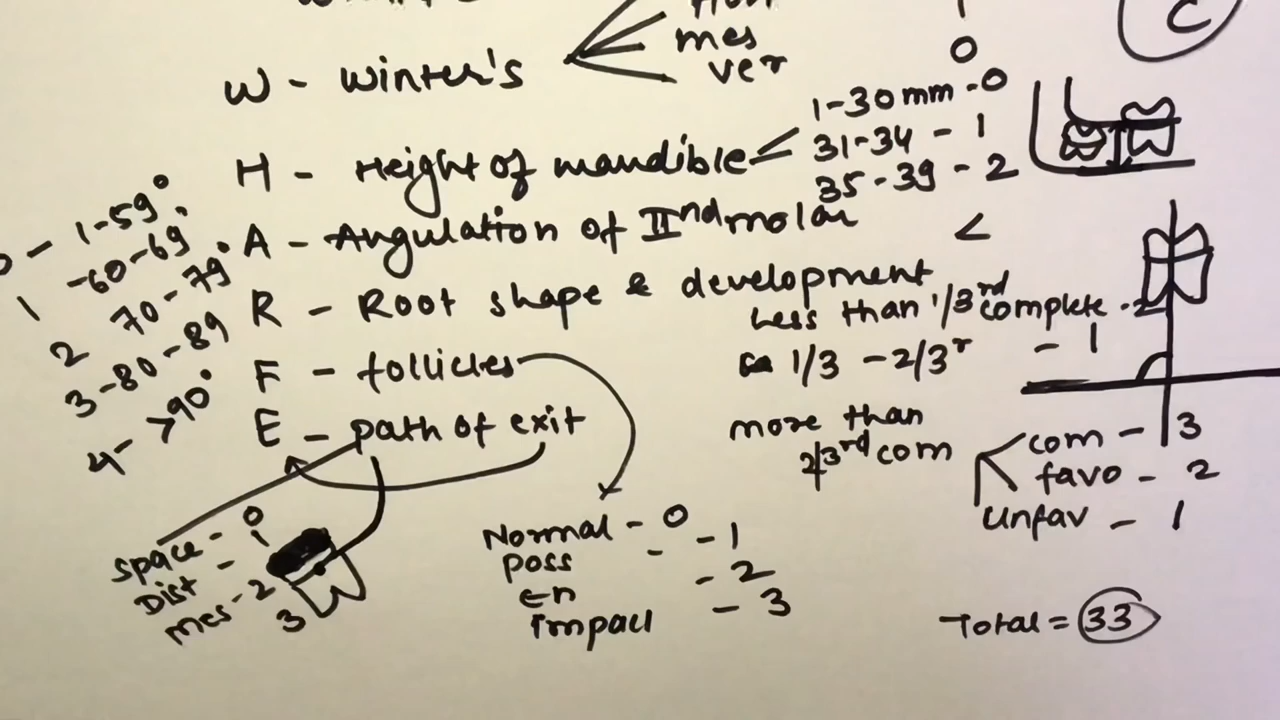 C
mes
0
W - Winter's
ver
1-30mm - 0
H - Height of mandible
31-34 - 1
35-39 - 2
1-59°
A - Angulation of IInd molar
1 -60-69°
2 70-79°
R - Root shape & development
Less than 1/3rd complete - 2
3-80-89
1/3 - 2/3r - 1
F - follicles
4- >90°
more than
2/3rd com
E - path of exit
com - 3
favo - 2
unfav - 1
space - 0
Dist - 1
mes - 2
3
Normal - 0
poss - - 1
en - 2
Impact - 3
Total = 33